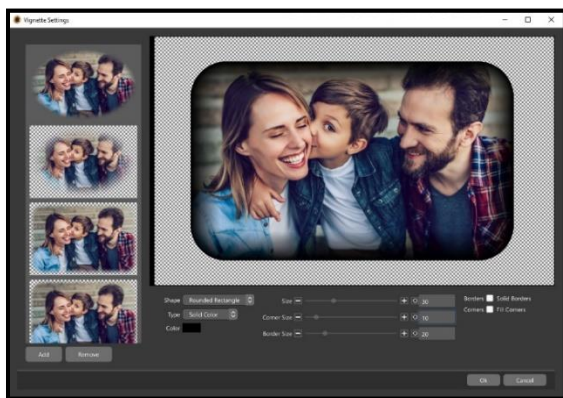 Vignette Settings
Shape Rounded Rectangle Size 30 Borders Solid Borders
Type Solid Color Corner Size 10 Corners Fill Corners
Color Border Size 20
Add Remove
Ok Cancel